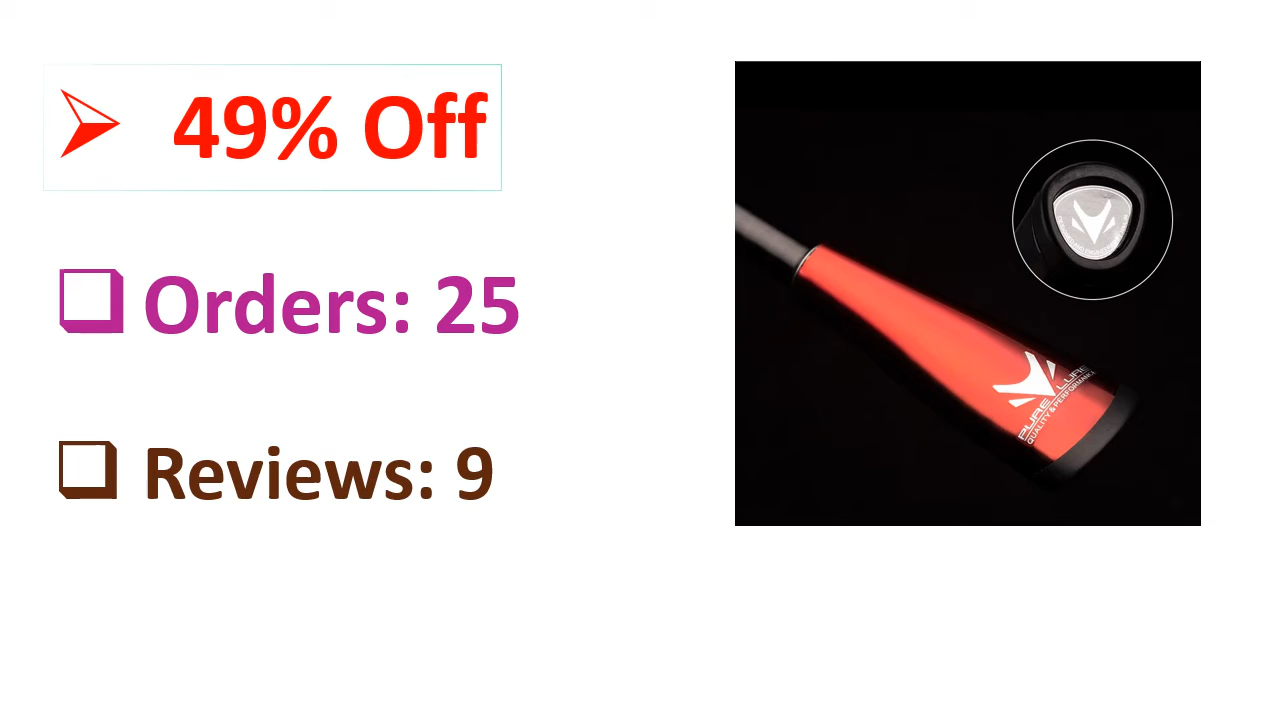 49% Off
Orders: 25
Reviews: 9
PURE LURE
QUALITY & PERFORMANCE